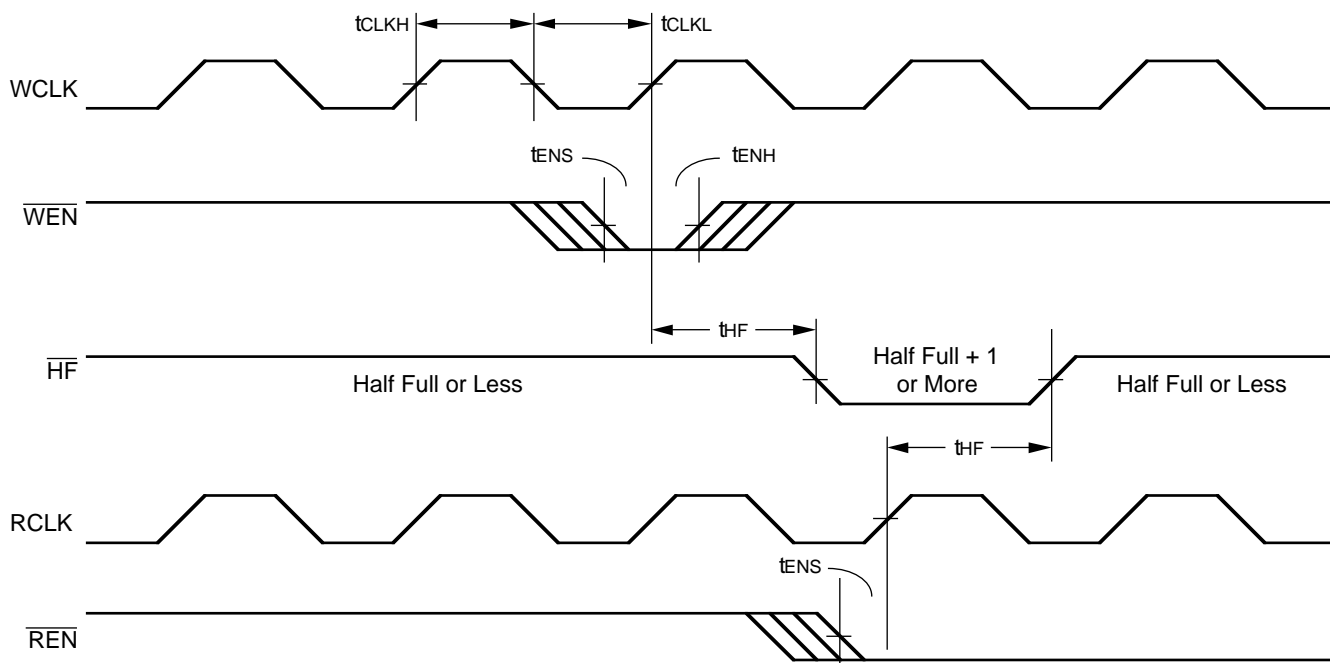 tCLKH
tCLKL
WCLK
tENS
tENH
WEN
tHF
HF
Half Full or Less
Half Full + 1
or More
Half Full or Less
tHF
RCLK
tENS
REN